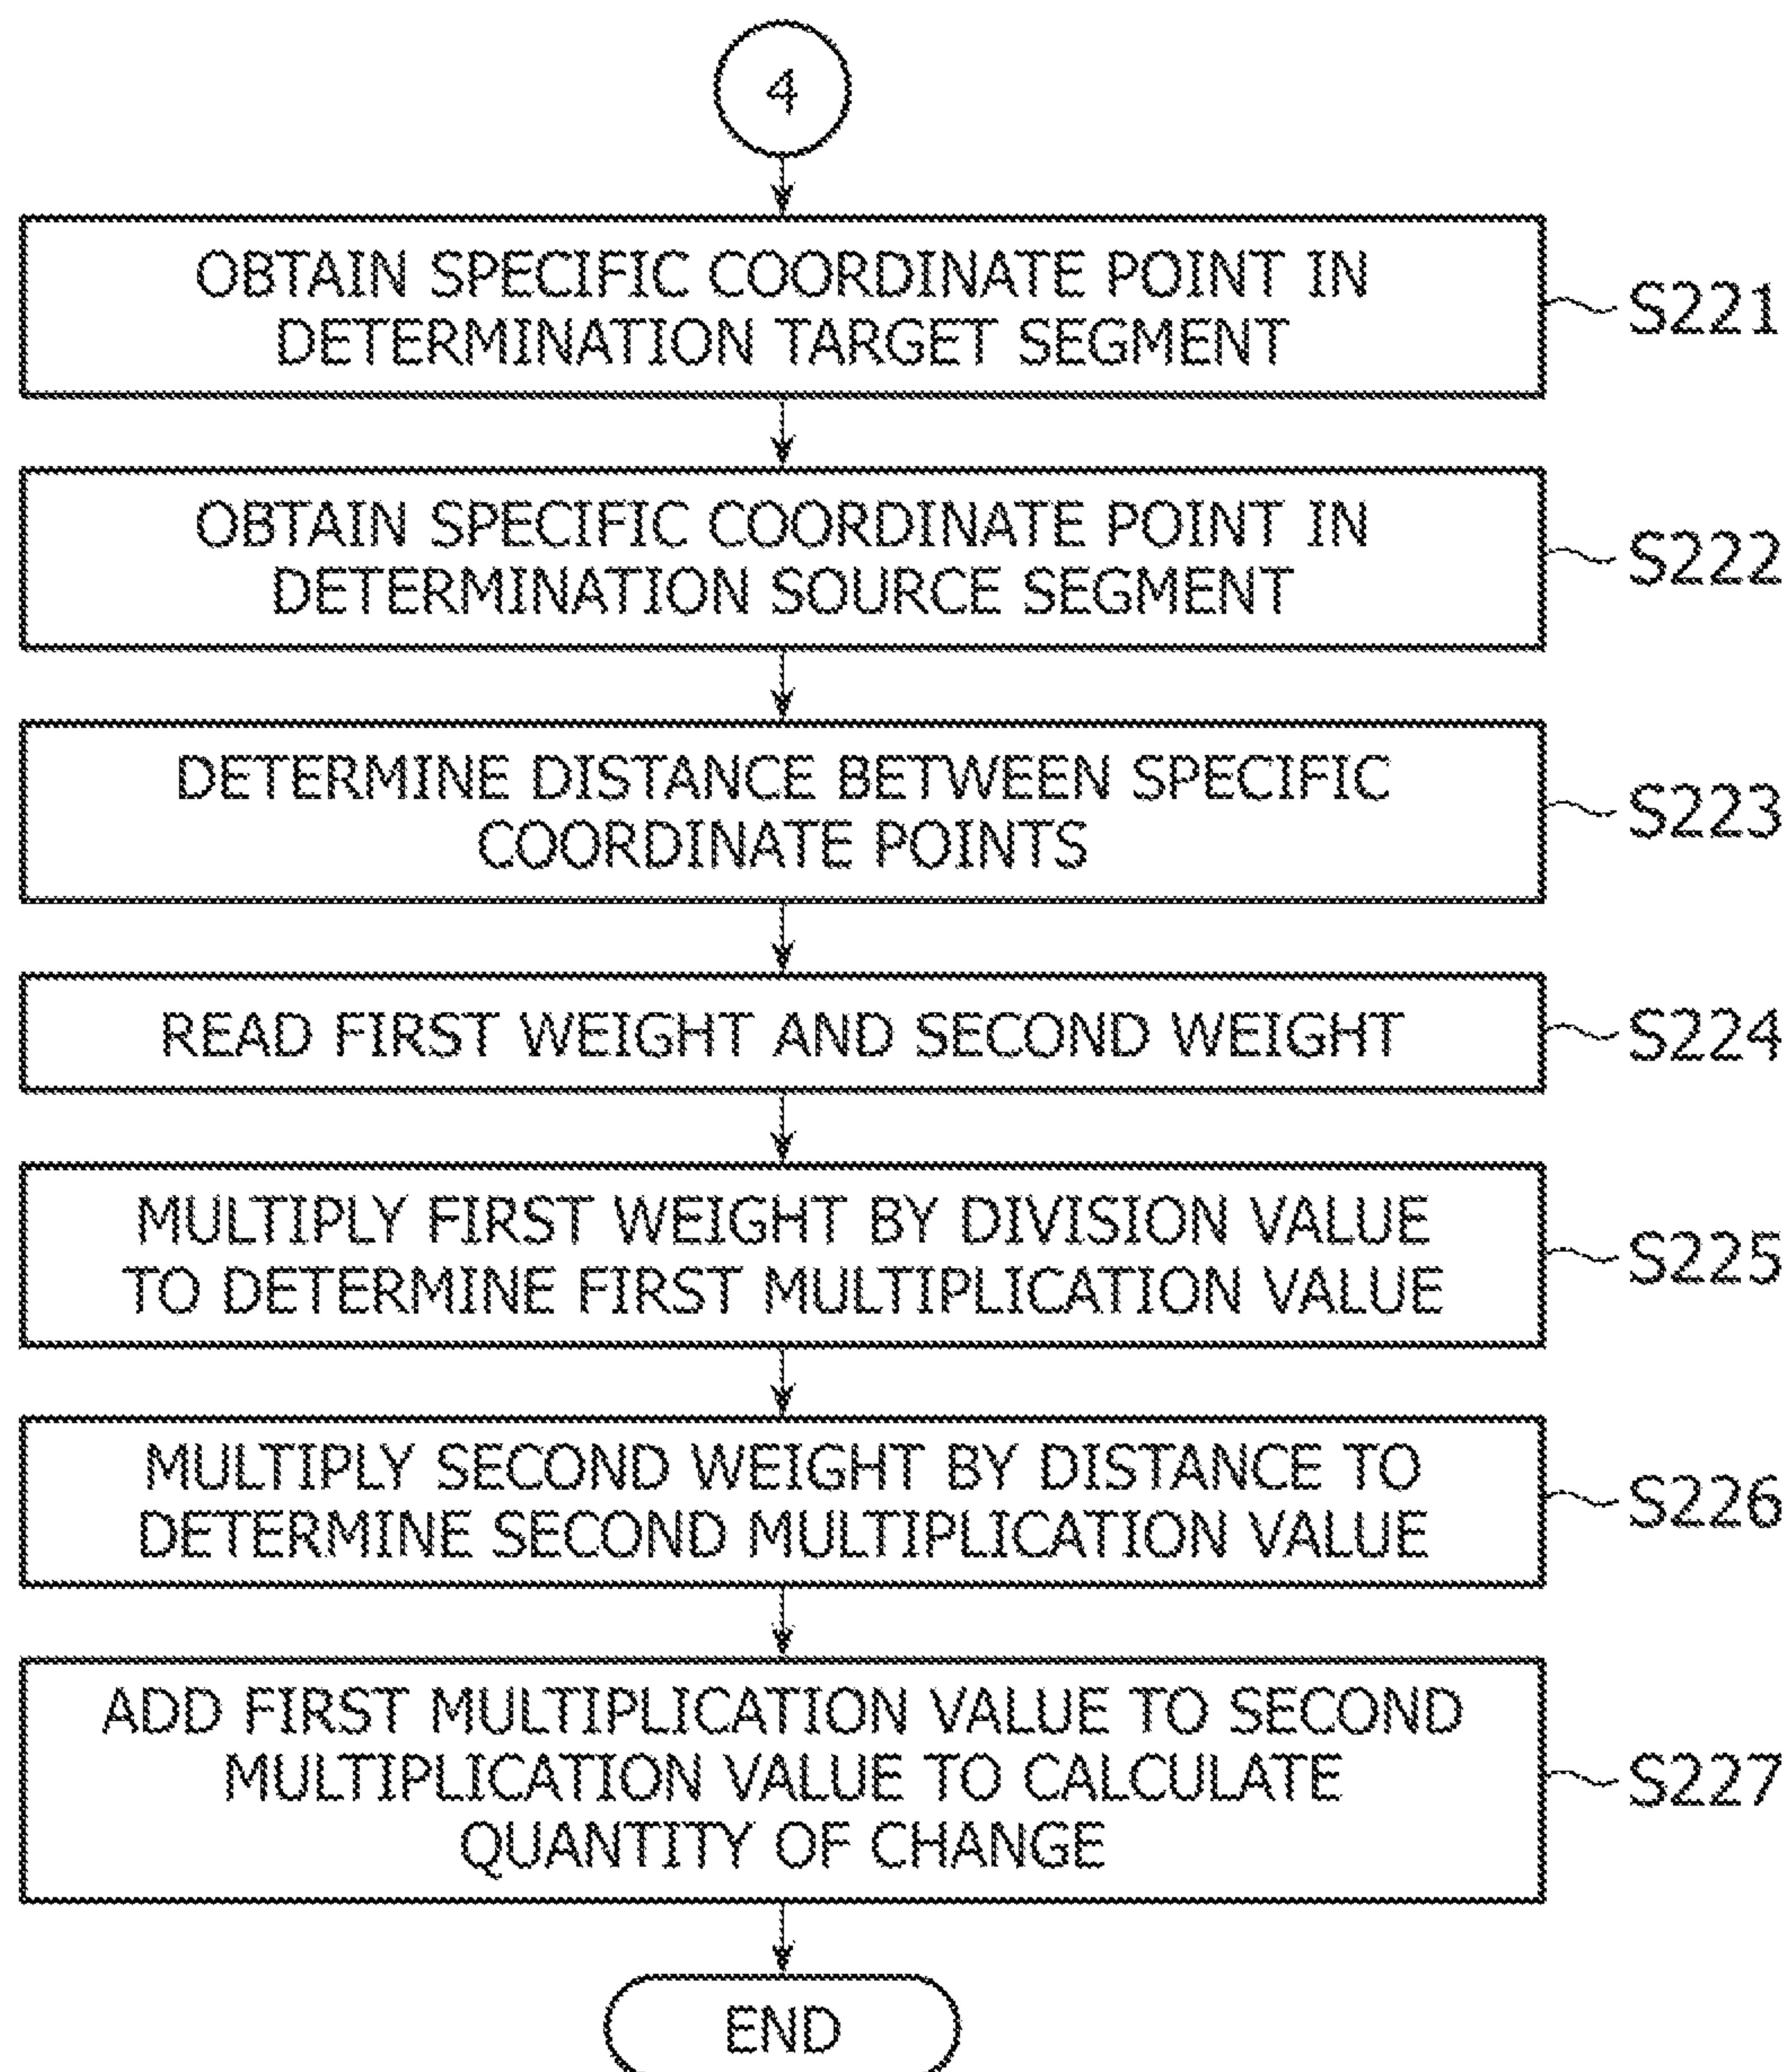 4
OBTAIN SPECIFIC COORDINATE POINT IN
DETERMINATION TARGET SEGMENT
S221
OBTAIN SPECIFIC COORDINATE POINT IN
DETERMINATION SOURCE SEGMENT
S222
DETERMINE DISTANCE BETWEEN SPECIFIC
COORDINATE POINTS
S223
READ FIRST WEIGHT AND SECOND WEIGHT
S224
MULTIPLY FIRST WEIGHT BY DIVISION VALUE
TO DETERMINE FIRST MULTIPLICATION VALUE
S225
MULTIPLY SECOND WEIGHT BY DISTANCE TO
DETERMINE SECOND MULTIPLICATION VALUE
S226
ADD FIRST MULTIPLICATION VALUE TO SECOND
MULTIPLICATION VALUE TO CALCULATE
QUANTITY OF CHANGE
S227
END